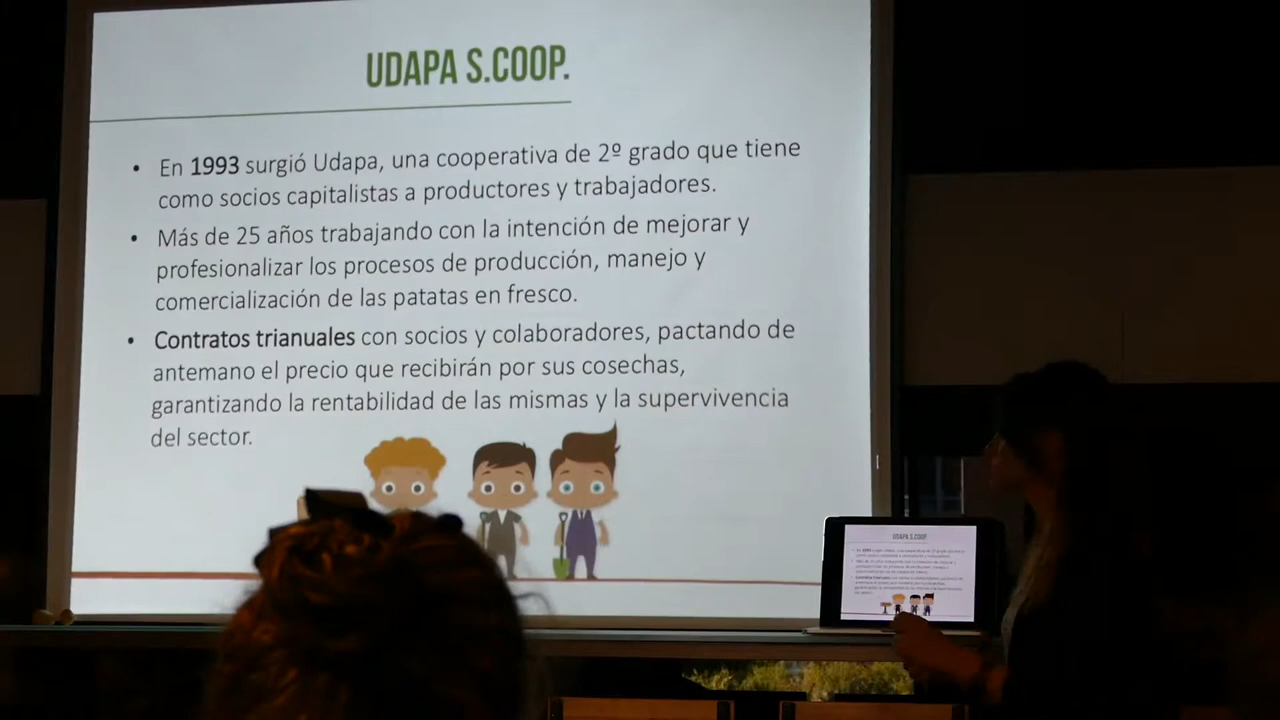 UDAPA S.COOP.
• En 1993 surgió Udapa, una cooperativa de 2º grado que tiene
como socios capitalistas a productores y trabajadores.
• Más de 25 años trabajando con la intención de mejorar y
profesionalizar los procesos de producción, manejo y
comercialización de las patatas en fresco.
• Contratos trianuales con socios y colaboradores, pactando de
antemano el precio que recibirán por sus cosechas,
garantizando la rentabilidad de las mismas y la supervivencia
del sector.
UDAPA S.COOP.